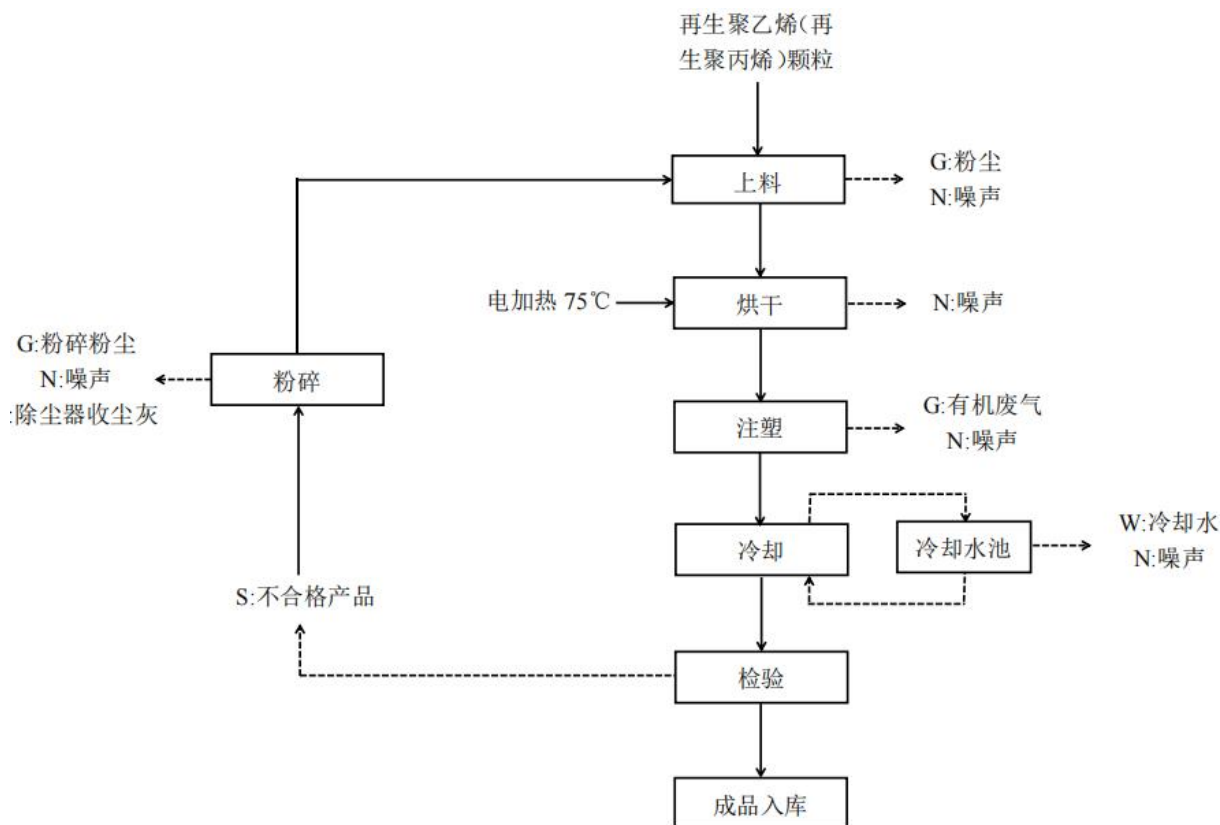 再生聚乙烯（再
生聚丙烯）颗粒
上料
G:粉尘
N:噪声
电加热 75℃
烘干
N:噪声
G:粉碎粉尘
N:噪声
:除尘器收尘灰
粉碎
注塑
G:有机废气
N:噪声
冷却
冷却水池
W:冷却水
N:噪声
S:不合格产品
检验
成品入库